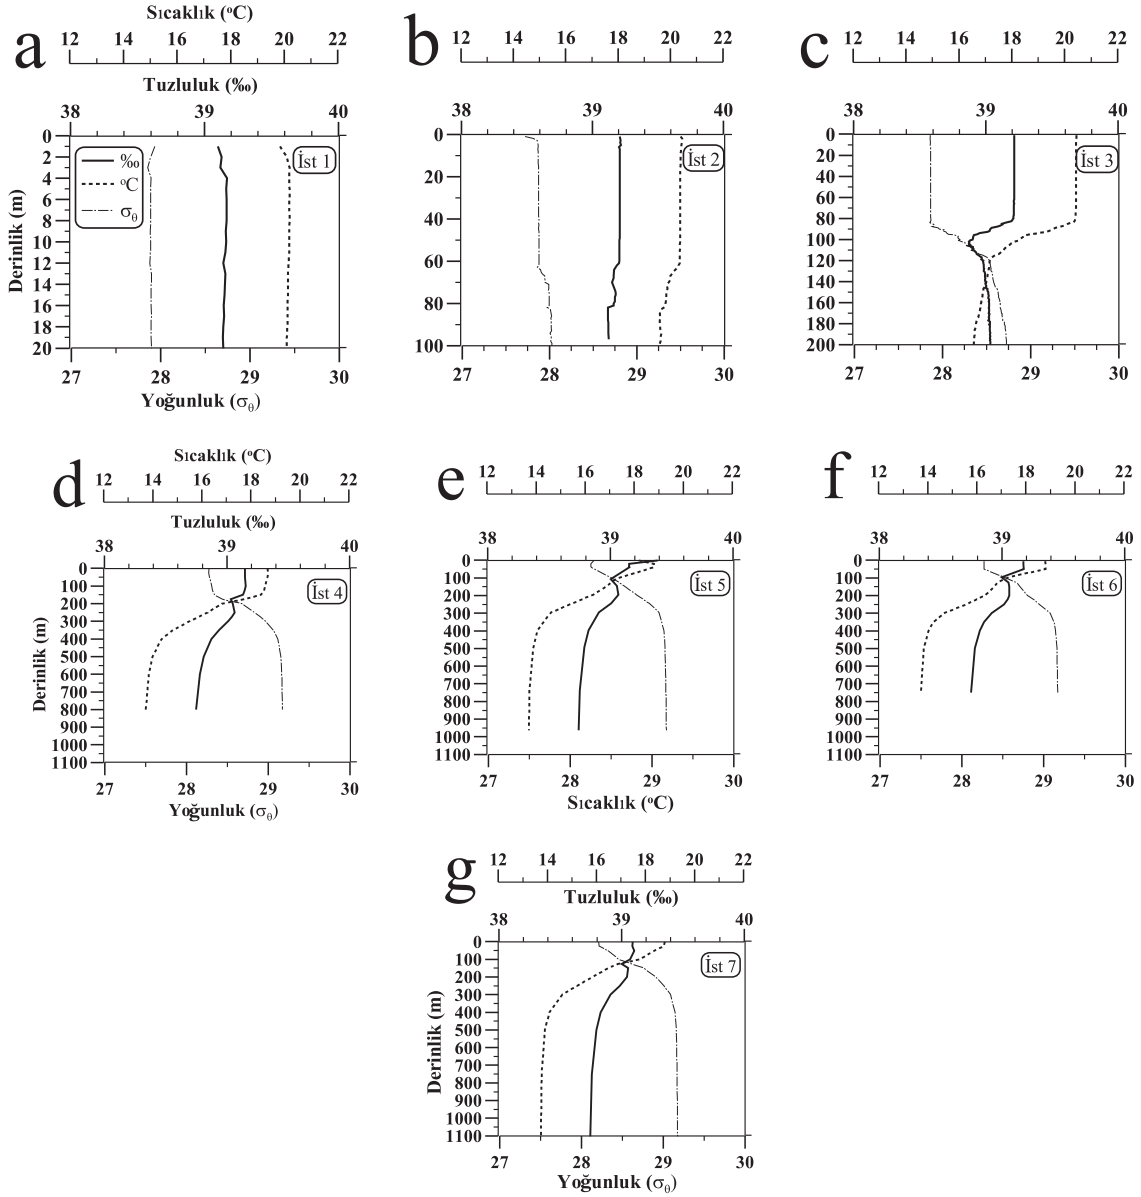 Sıcaklık (°C)
a 12 14 16 18 20 22
Tuzluluk (‰)
38 39 40
0
2
4
6
8
10
12
14
16
18
20
Derinlik (m)
‰
°C
σθ
İst 1
27 28 29 30
Yoğunluk (σθ)
b 12 14 16 18 20 22
38 39 40
0
20
40
60
80
100
İst 2
27 28 29 30
c 12 14 16 18 20 22
38 39 40
0
20
40
60
80
100
120
140
160
180
200
İst 3
27 28 29 30
Sıcaklık (°C)
d 12 14 16 18 20 22
Tuzluluk (‰)
38 39 40
0
100
200
300
400
500
600
700
800
900
1000
1100
Derinlik (m)
İst 4
27 28 29 30
Yoğunluk (σθ)
e 12 14 16 18 20 22
38 39 40
0
100
200
300
400
500
600
700
800
900
1000
1100
İst 5
27 28 29 30
Sıcaklık (°C)
f 12 14 16 18 20 22
38 39 40
0
100
200
300
400
500
600
700
800
900
1000
1100
İst 6
27 28 29 30
g 12 14 16 18 20 22
Tuzluluk (‰)
38 39 40
0
100
200
300
400
500
600
700
800
900
1000
1100
Derinlik (m)
İst 7
27 28 29 30
Yoğunluk (σθ)